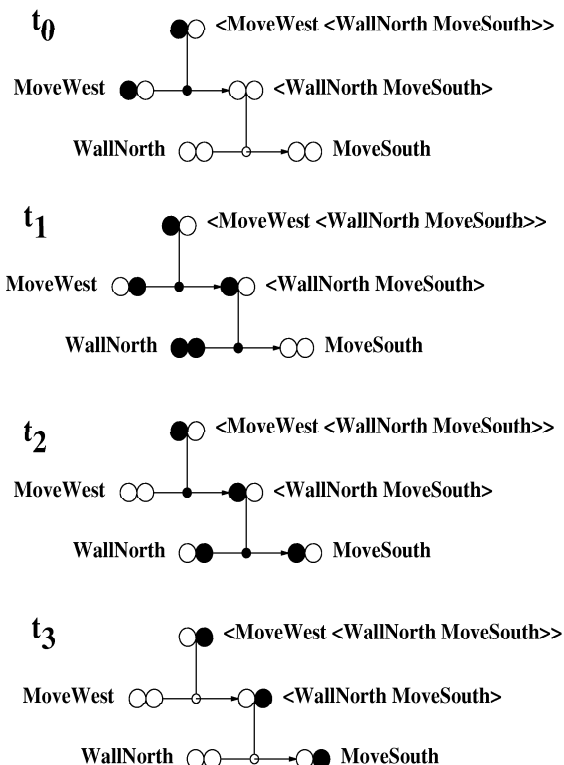 t0 <MoveWest <WallNorth MoveSouth>>
MoveWest <WallNorth MoveSouth>
WallNorth MoveSouth
t1 <MoveWest <WallNorth MoveSouth>>
MoveWest <WallNorth MoveSouth>
WallNorth MoveSouth
t2 <MoveWest <WallNorth MoveSouth>>
MoveWest <WallNorth MoveSouth>
WallNorth MoveSouth
t3 <MoveWest <WallNorth MoveSouth>>
MoveWest <WallNorth MoveSouth>
WallNorth MoveSouth